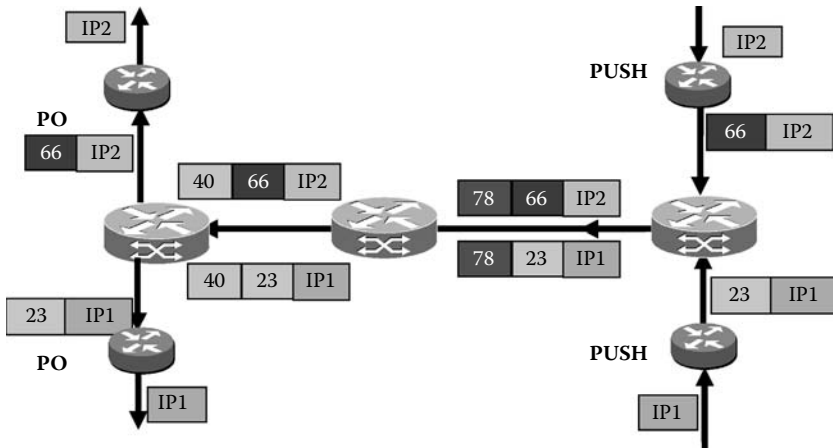 IP2
IP2
PUSH
PO
66 IP2
66 IP2
40 66 IP2
78 66 IP2
40 23 IP1
78 23 IP1
23 IP1
23 IP1
PO
PUSH
IP1
IP1